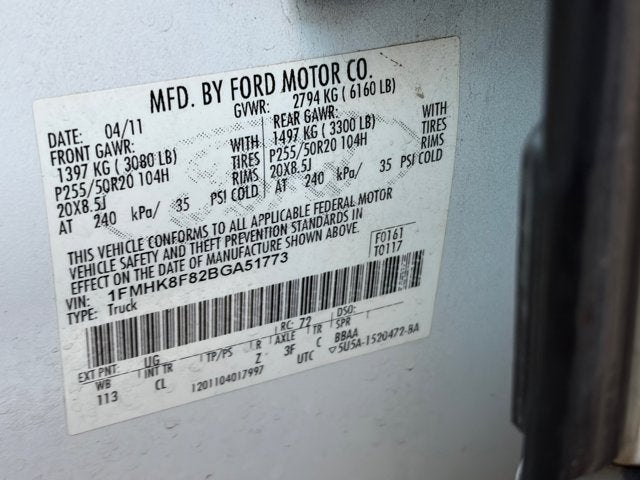 MFD. BY FORD MOTOR CO.
DATE: 04/11 GVWR: 2794 KG ( 6160 LB)
FRONT GAWR: WITH REAR GAWR: WITH
1397 KG ( 3080 LB) TIRES 1497 KG ( 3300 LB) TIRES
P255/50R20 104H RIMS P255/50R20 104H RIMS
20X8.5J PSI COLD 20X8.5J PSI COLD
AT 240 kPa/ 35 AT 240 kPa/ 35
THIS VEHICLE CONFORMS TO ALL APPLICABLE FEDERAL MOTOR
VEHICLE SAFETY AND THEFT PREVENTION STANDARDS IN
EFFECT ON THE DATE OF MANUFACTURE SHOWN ABOVE.
VIN: 1FMHK8F82BGA51773 F0161
TYPE: Truck T0117
RC: 72 DSO:
EXT PNT: UG
WB INT TR TP/PS R AXLE TR SPR
113 CL Z 3F C BBAA
1201104017997 UTC ▽5U5A-1520472-BA